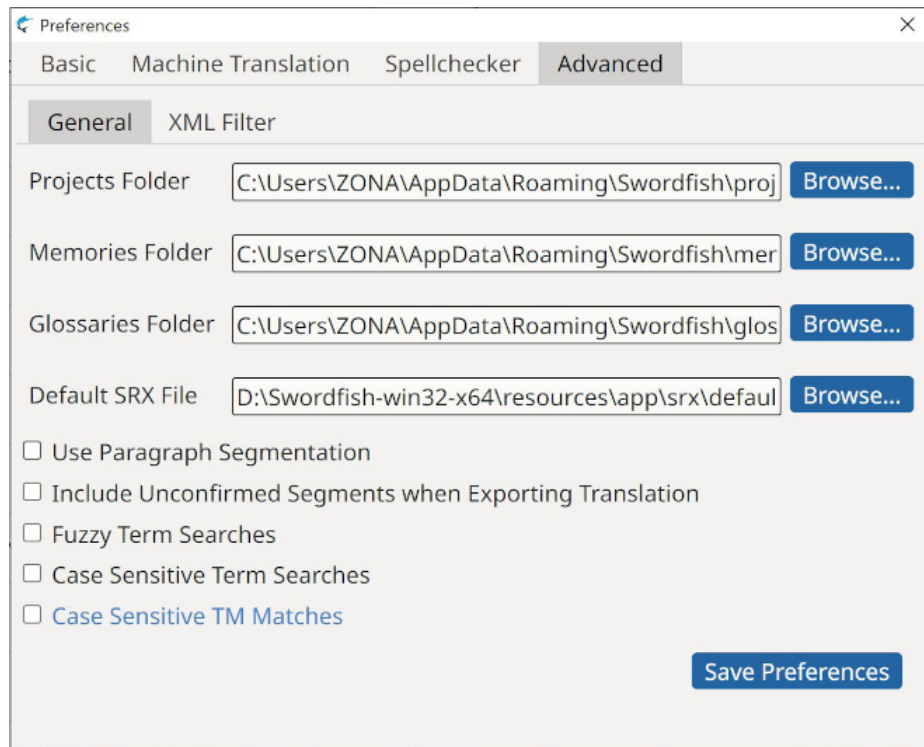 Preferences
Basic Machine Translation Spellchecker Advanced
General XML Filter
Projects Folder C:\Users\ZONA\AppData\Roaming\Swordfish\proj Browse...
Memories Folder C:\Users\ZONA\AppData\Roaming\Swordfish\mer Browse...
Glossaries Folder C:\Users\ZONA\AppData\Roaming\Swordfish\glos Browse...
Default SRX File D:\Swordfish-win32-x64\resources\app\srx\defaul Browse...
Use Paragraph Segmentation
Include Unconfirmed Segments when Exporting Translation
Fuzzy Term Searches
Case Sensitive Term Searches
Case Sensitive TM Matches
Save Preferences